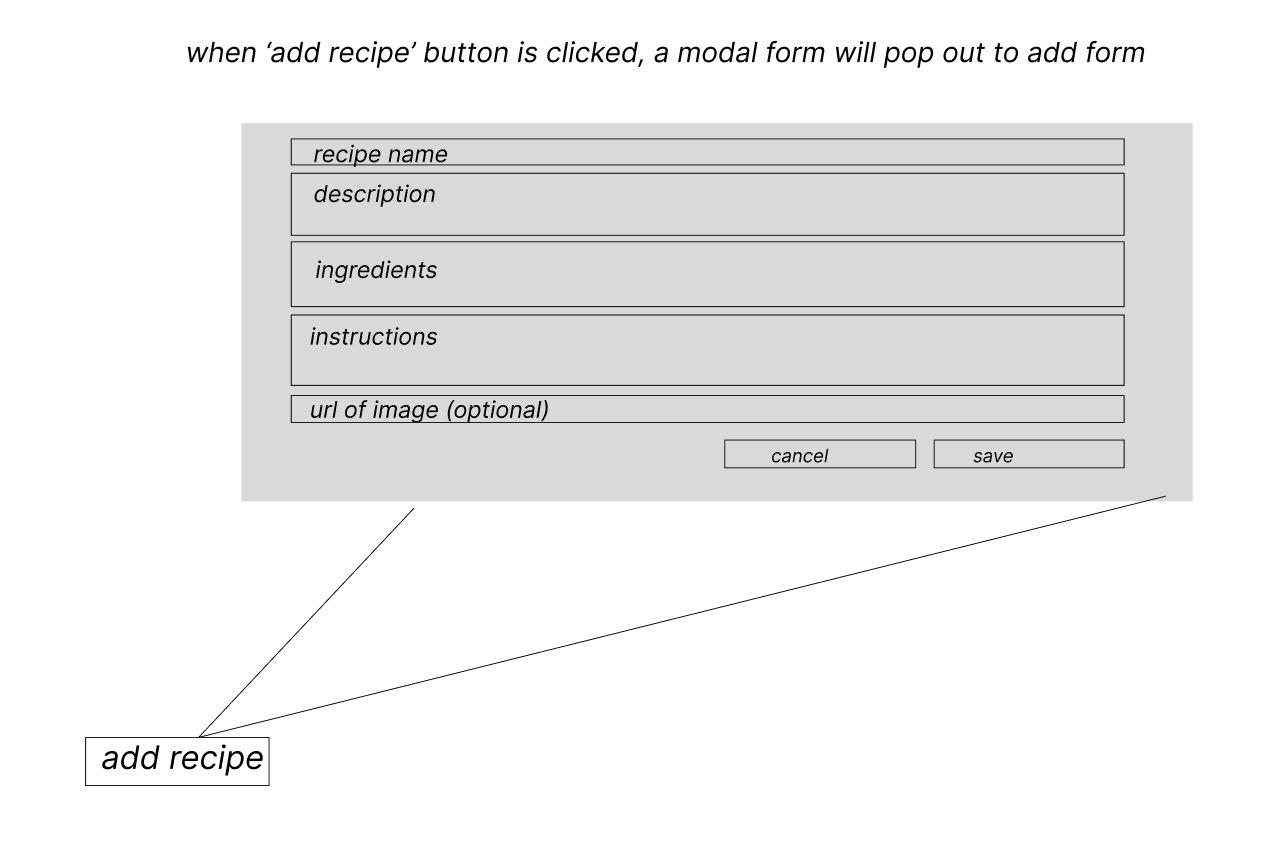 when ‘add recipe’ button is clicked, a modal form will pop out to add form
recipe name
description
ingredients
instructions
url of image (optional)
cancel
save
add recipe